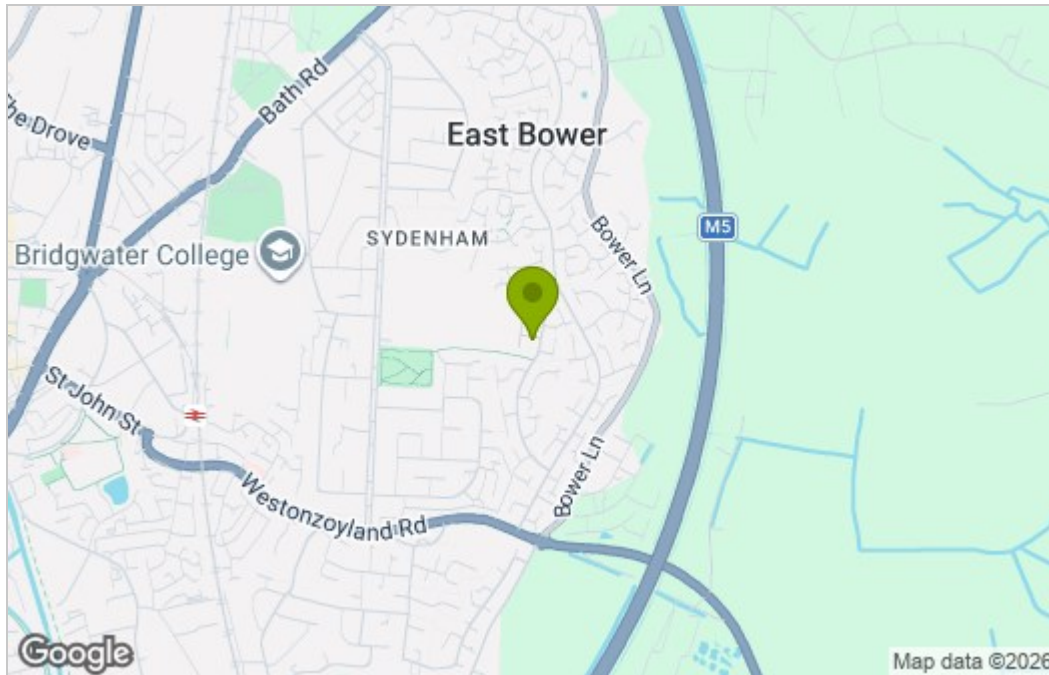 Bath Rd
The Drove
East Bower
M5
SYDENHAM
Bridgwater College
Bower Ln
St John St
Bower Ln
Westonzoyland Rd
Google
Map data ©2026